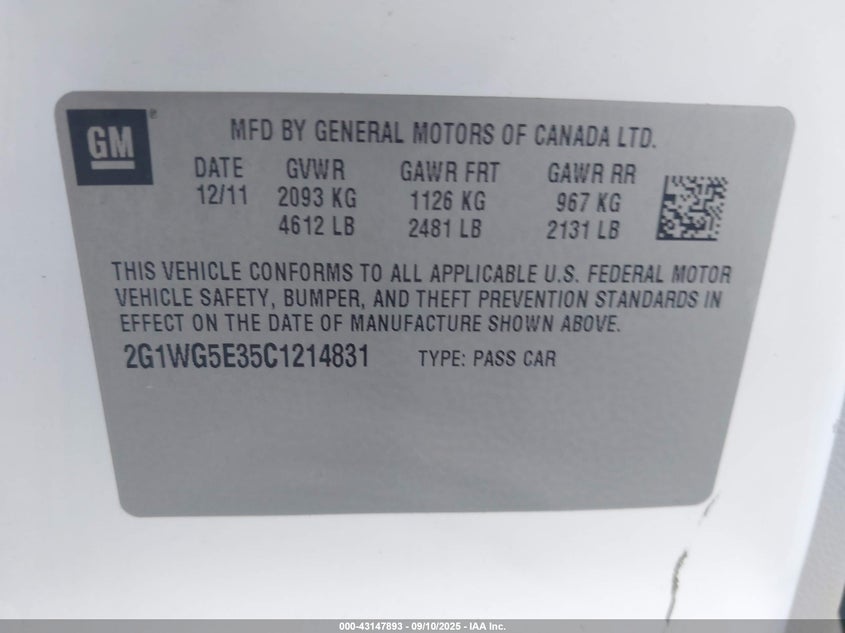 GM®
MFD BY GENERAL MOTORS OF CANADA LTD.
DATE GVWR GAWR FRT GAWR RR
12/11 2093 KG 1126 KG 967 KG
4612 LB 2481 LB 2131 LB
THIS VEHICLE CONFORMS TO ALL APPLICABLE U.S. FEDERAL MOTOR
VEHICLE SAFETY, BUMPER, AND THEFT PREVENTION STANDARDS IN
EFFECT ON THE DATE OF MANUFACTURE SHOWN ABOVE.
2G1WG5E35C1214831 TYPE: PASS CAR
000-43147893 - 09/10/2025 - IAA Inc.